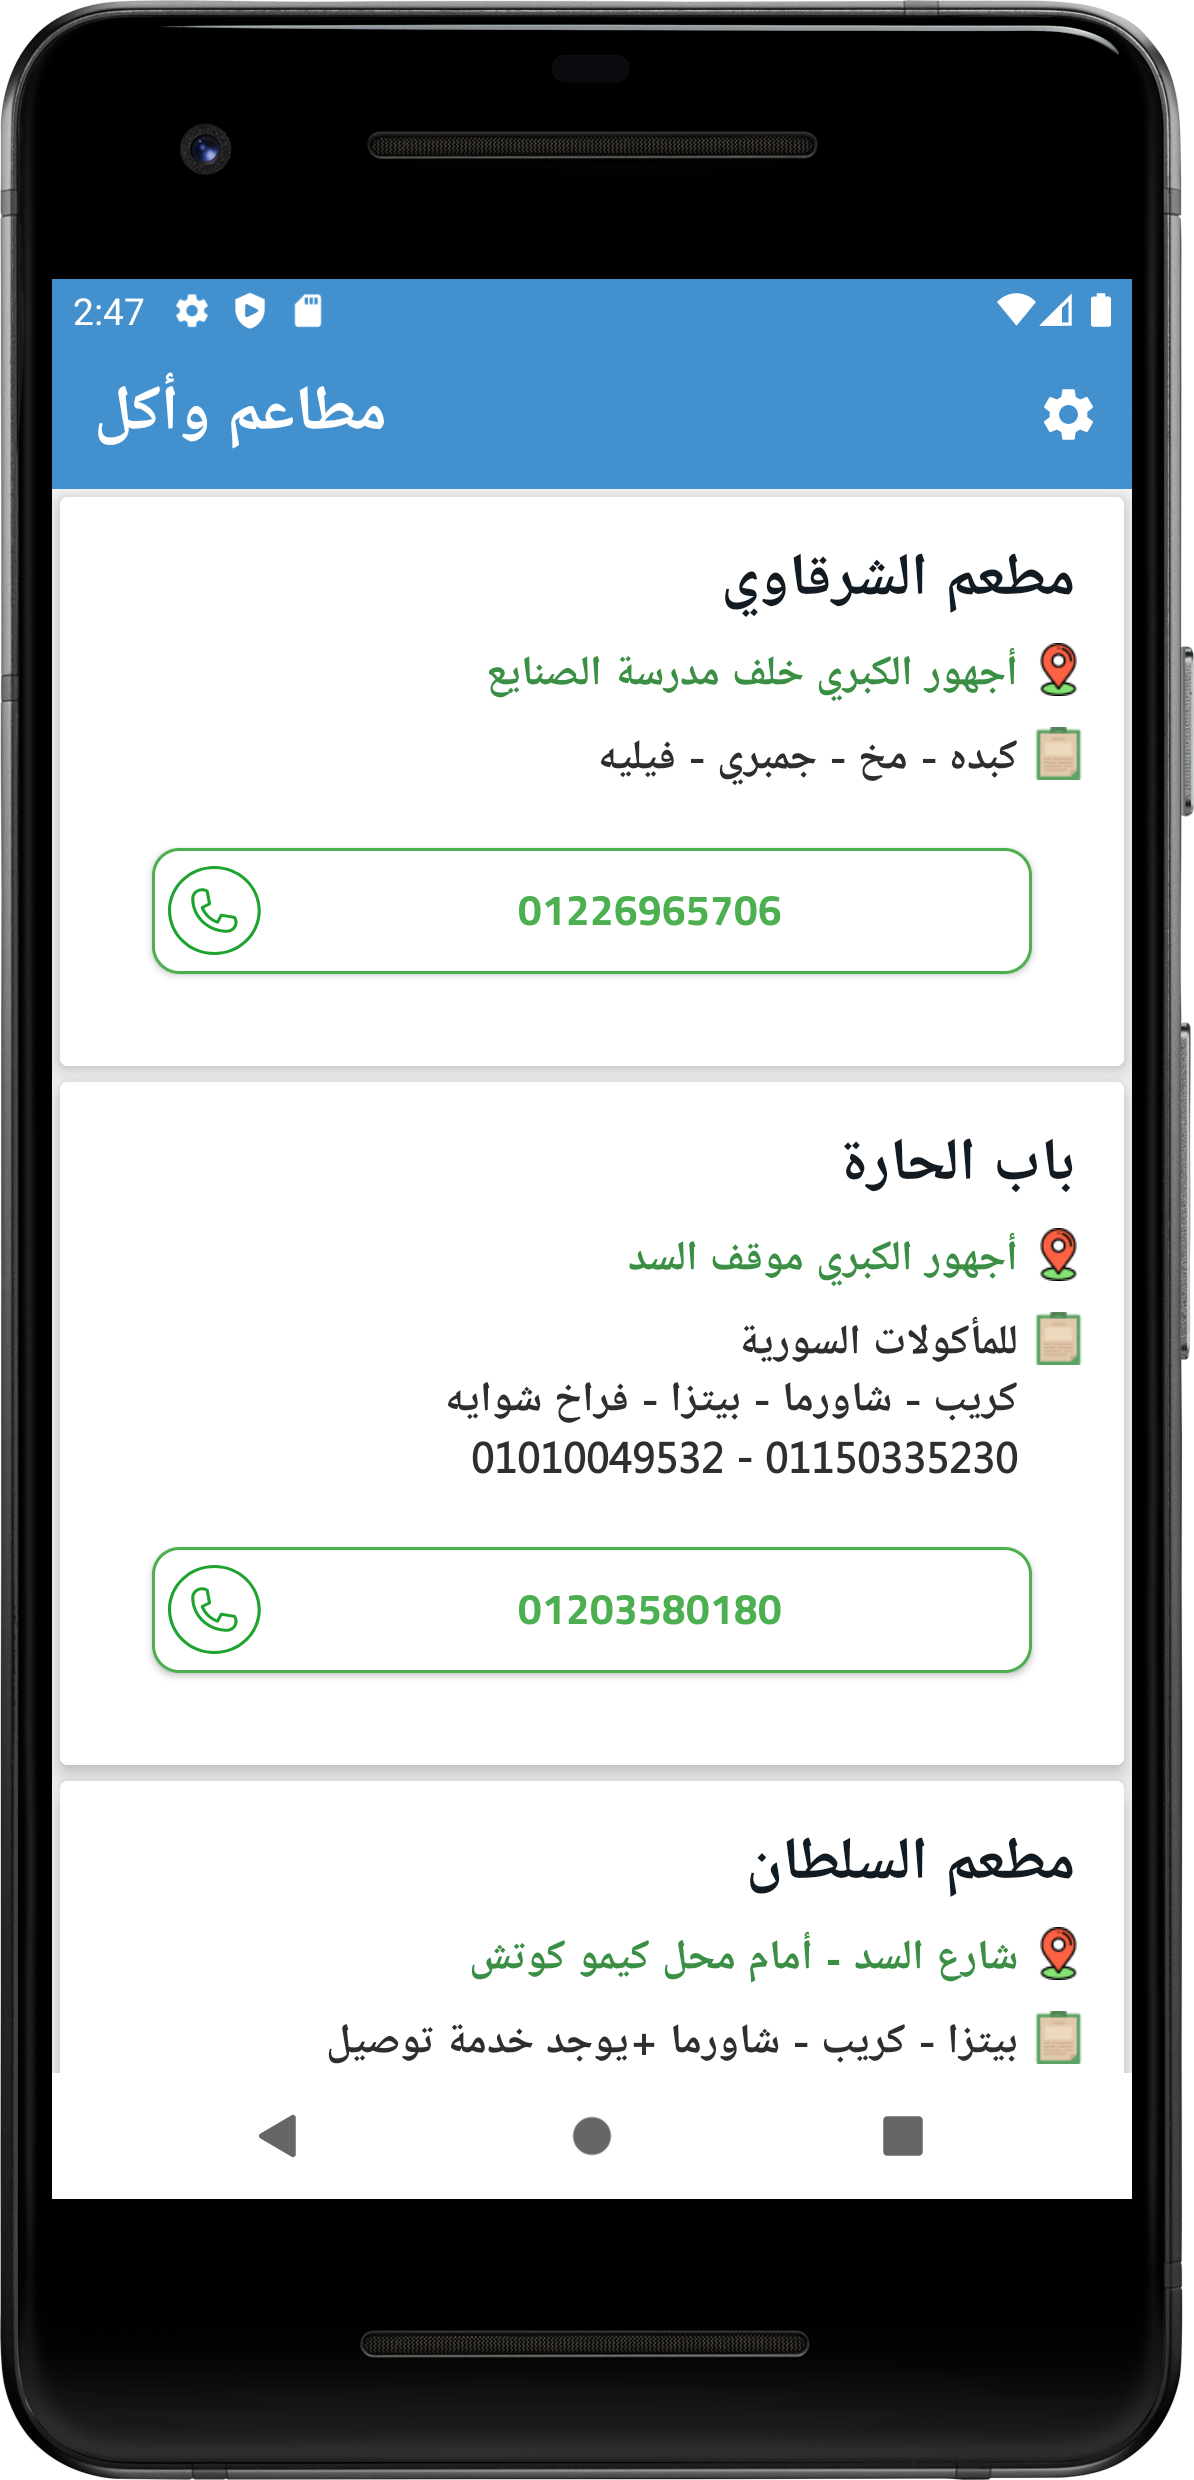 2:47
مطاعم وأكل
مطعم الشرقاوي
أجهور الكبري خلف مدرسة الصنايع
كبده - مخ - جمبري - فيليه
01226965706
باب الحارة
أجهور الكبري موقف السد
للمأكولات السورية
كريب - شاورما - بيتزا - فراخ شوايه
01150335230 - 01010049532
01203580180
مطعم السلطان
شارع السد - أمام محل كيمو كوتش
بيتزا - كريب - شاورما +يوجد خدمة توصيل